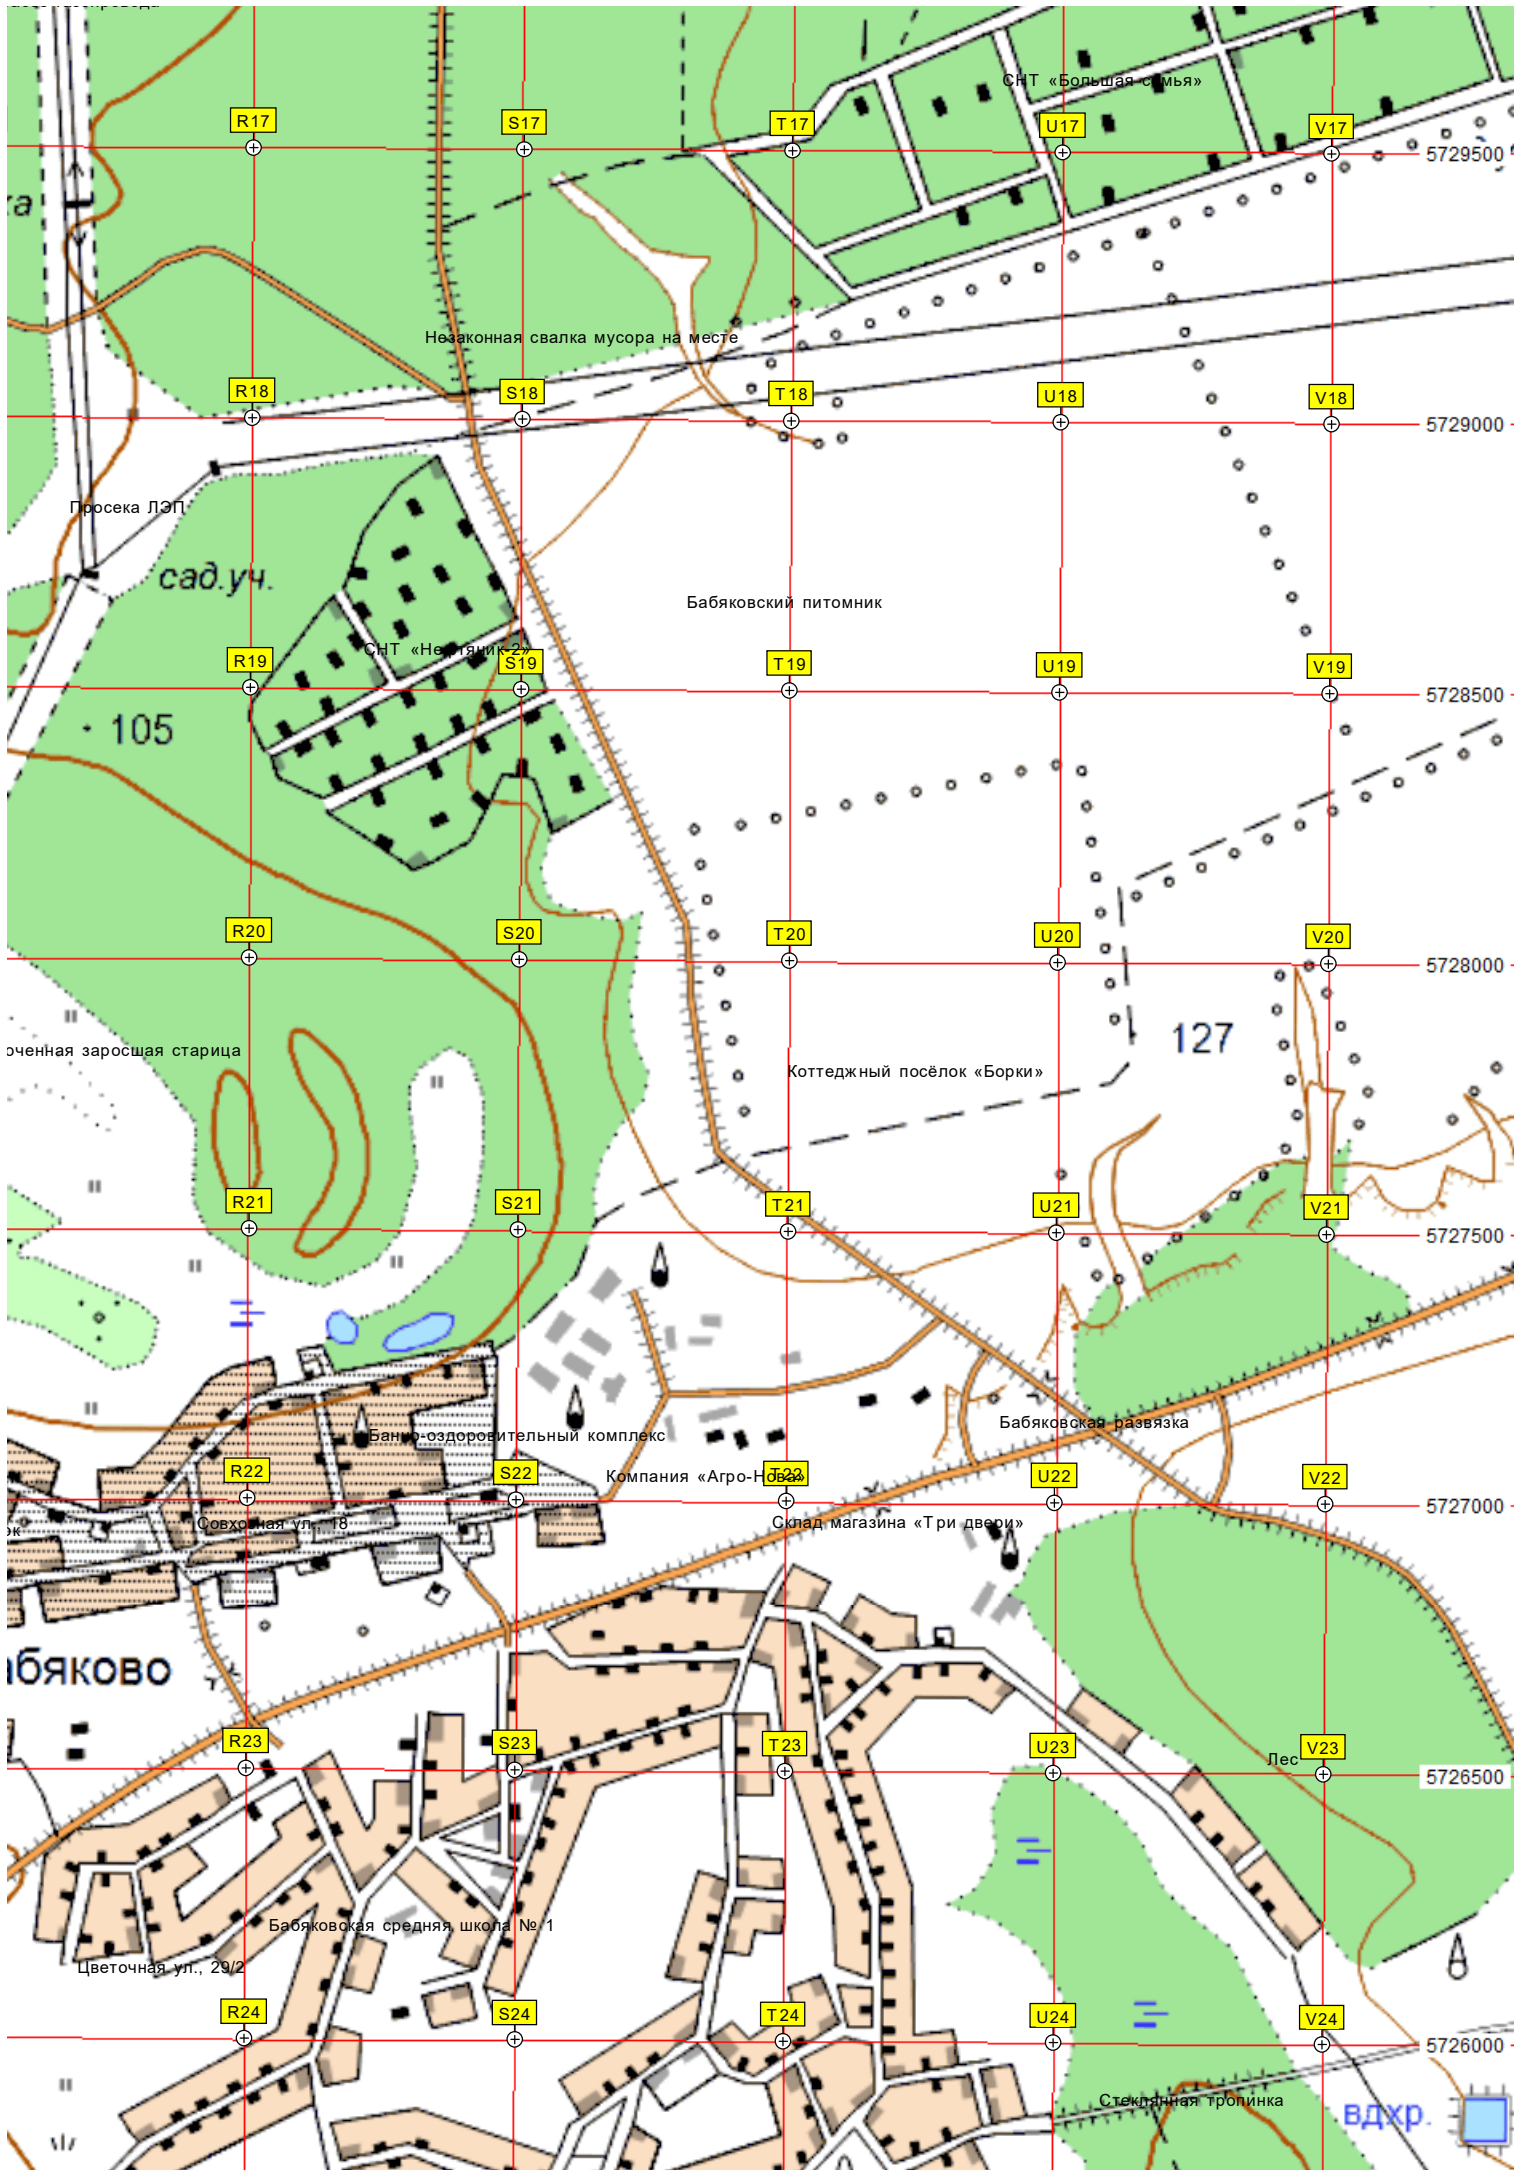 СНТ «Большая семья»
R17
S17
T17
U17
V17
5729500
ка
Незаконная свалка мусора на месте
R18
S18
T18
U18
V18
5729000
Просека ЛЭП
сад.уч.
Бабяковский питомник
СНТ «Нефтяник-2»
R19
S19
T19
U19
V19
5728500
105
R20
S20
T20
U20
V20
5728000
127
оченная заросшая старица
Коттеджный посёлок «Борки»
R21
S21
T21
U21
V21
5727500
Бабяковская развязка
Банно-оздоровительный комплекс
R22
S22
Компания «Агро-Нова»
T22
U22
V22
5727000
ок
Совхозная ул., 18
Склад магазина «Три двери»
абяково
R23
S23
T23
U23
Лес
V23
5726500
Бабяковская средняя школа № 1
Цветочная ул., 29/2
R24
S24
T24
U24
V24
5726000
Стеклянная тропинка
вдхр.